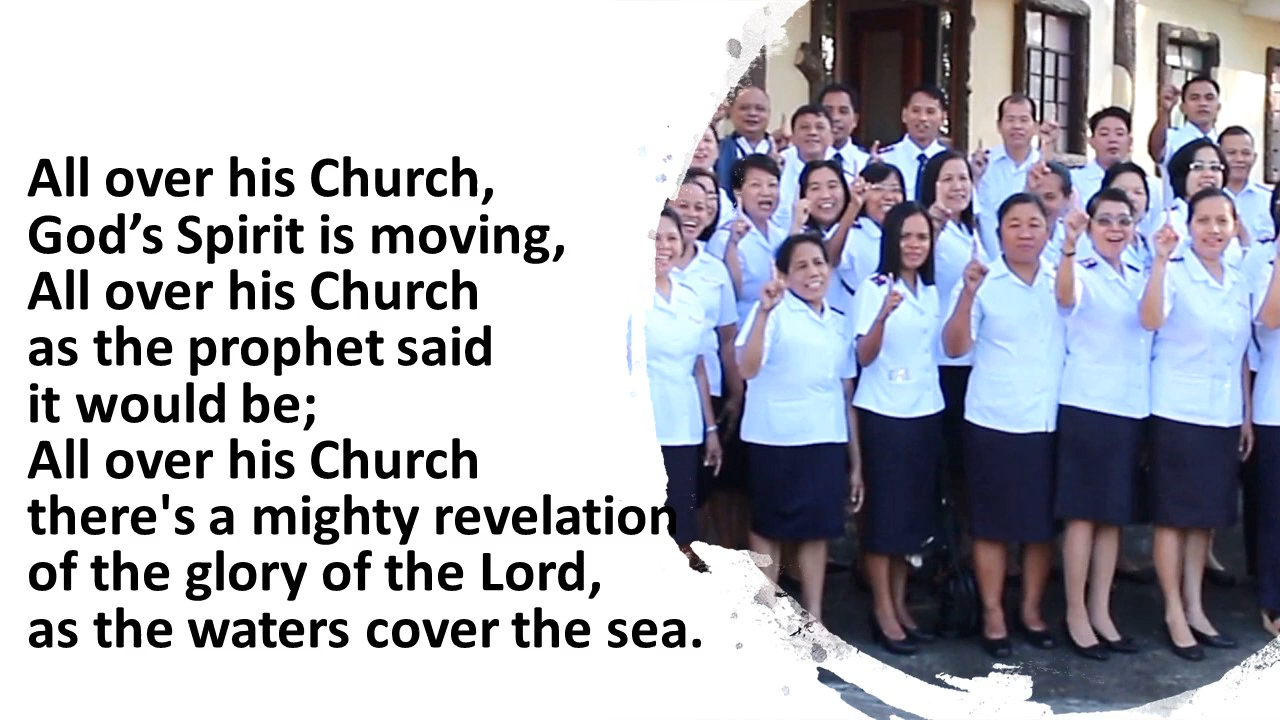 All over his Church,
God’s Spirit is moving,
All over his Church
as the prophet said
it would be;
All over his Church
there's a mighty revelation
of the glory of the Lord,
as the waters cover the sea.